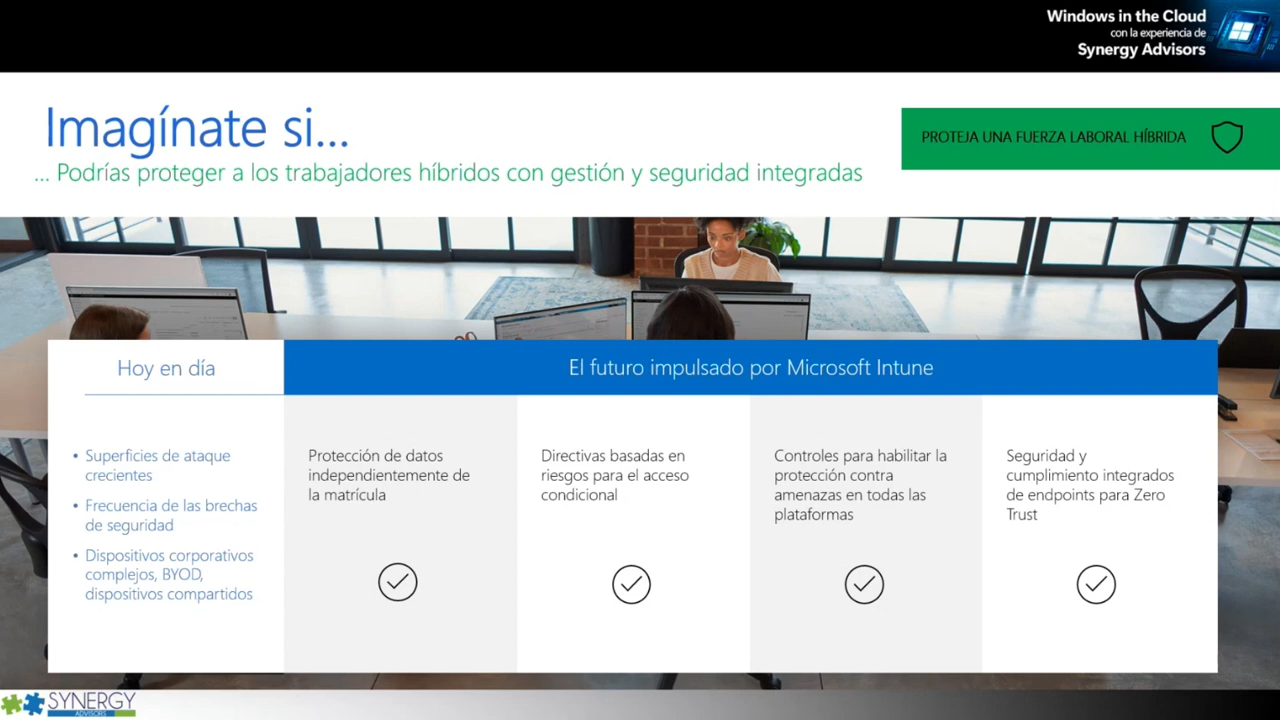 Windows in the Cloud
con la experiencia de
Synergy Advisors
Imagínate si...
... Podrías proteger a los trabajadores híbridos con gestión y seguridad integradas
PROTEJA UNA FUERZA LABORAL HÍBRIDA
Hoy en día
El futuro impulsado por Microsoft Intune
• Superficies de ataque
crecientes
• Frecuencia de las brechas
de seguridad
• Dispositivos corporativos
complejos, BYOD,
dispositivos compartidos
Protección de datos
independientemente de
la matrícula
Directivas basadas en
riesgos para el acceso
condicional
Controles para habilitar la
protección contra
amenazas en todas las
plataformas
Seguridad y
cumplimiento integrados
de endpoints para Zero
Trust
SYNERGY
ADVISORS